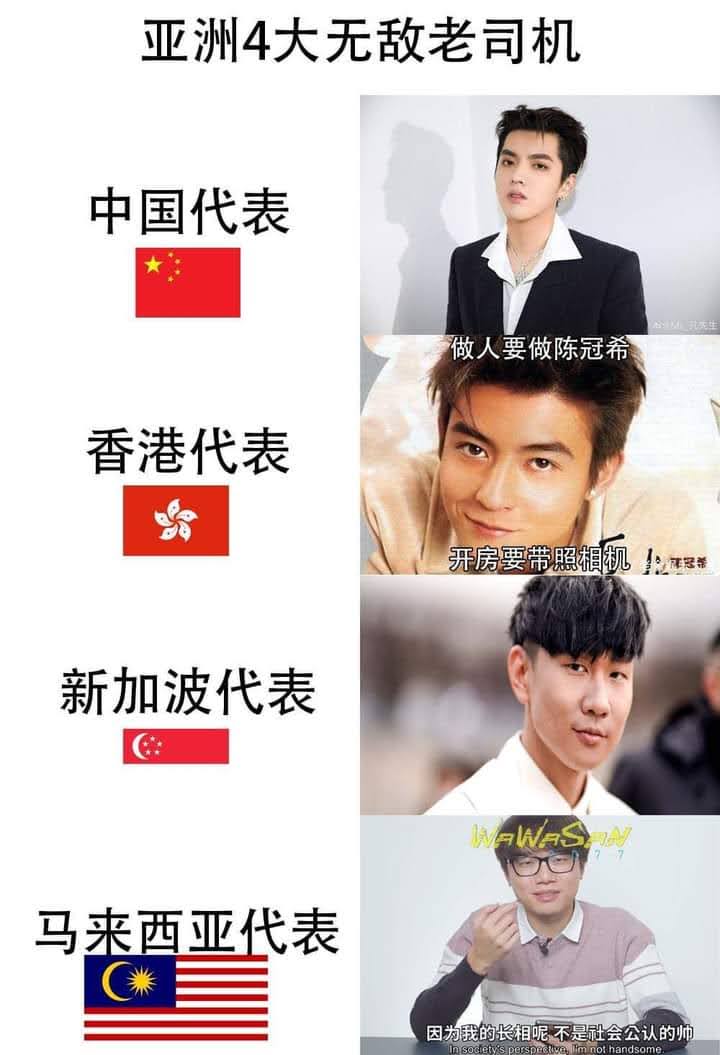 亚洲4大无敌老司机
中国代表
做人要做陈冠希
香港代表
开房要带照相机
新加波代表
WaWaSaN
马来西亚代表
因为我的长相呢 不是社会公认的帅
In society's perspective, I'm not handsome